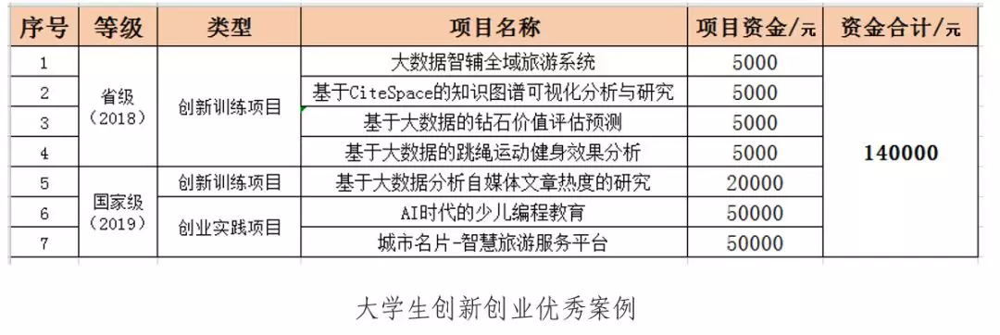 序号 等级 类型 项目名称 项目资金/元 资金合计/元
1 省级（2018） 创新训练项目 大数据智辅全域旅游系统 5000 140000
2 基于CiteSpace的知识图谱可视化分析与研究 5000
3 基于大数据的钻石价值评估预测 5000
4 基于大数据的跳绳运动健身效果分析 5000
5 国家级（2019） 创新训练项目 基于大数据分析自媒体文章热度的研究 20000
6 创业实践项目 AI时代的少儿编程教育 50000
7 城市名片-智慧旅游服务平台 50000
大学生创新创业优秀案例